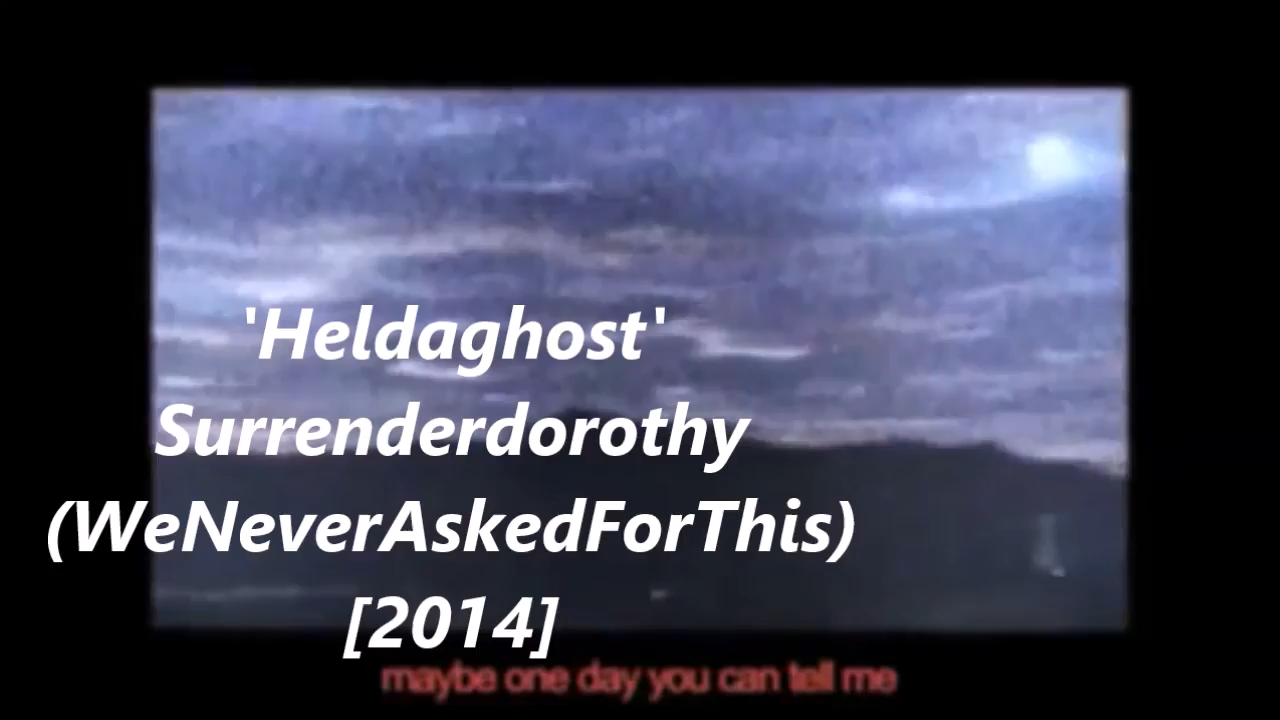 'Heldaghost'
Surrenderdorothy
(WeNeverAskedForThis)
[2014]
maybe one day you can tell me